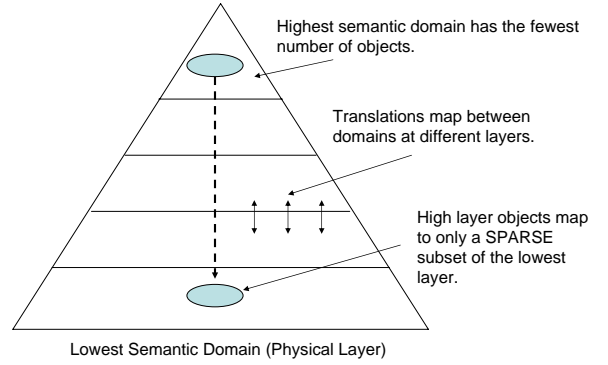 Highest semantic domain has the fewest
number of objects.
Translations map between
domains at different layers.
High layer objects map
to only a SPARSE
subset of the lowest
layer.
Lowest Semantic Domain (Physical Layer)